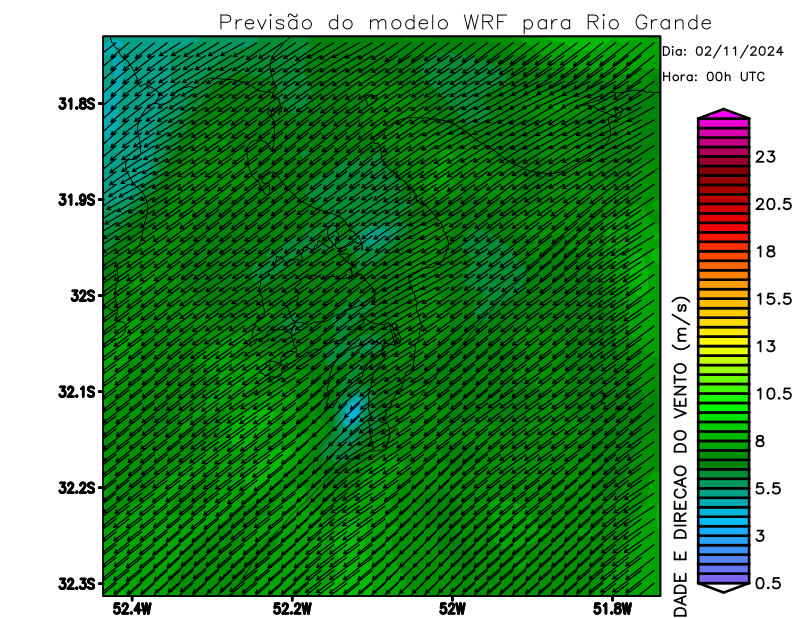 Previsão do modelo WRF para Rio Grande
Dia: 02/11/2024
Hora: 00h UTC
31.8S
31.9S
32S
32.1S
32.2S
32.3S
52.4W
52.2W
52W
51.8W
DADE E DIRECAO DO VENTO (m/s)
23
20.5
18
15.5
13
10.5
8
5.5
3
0.5